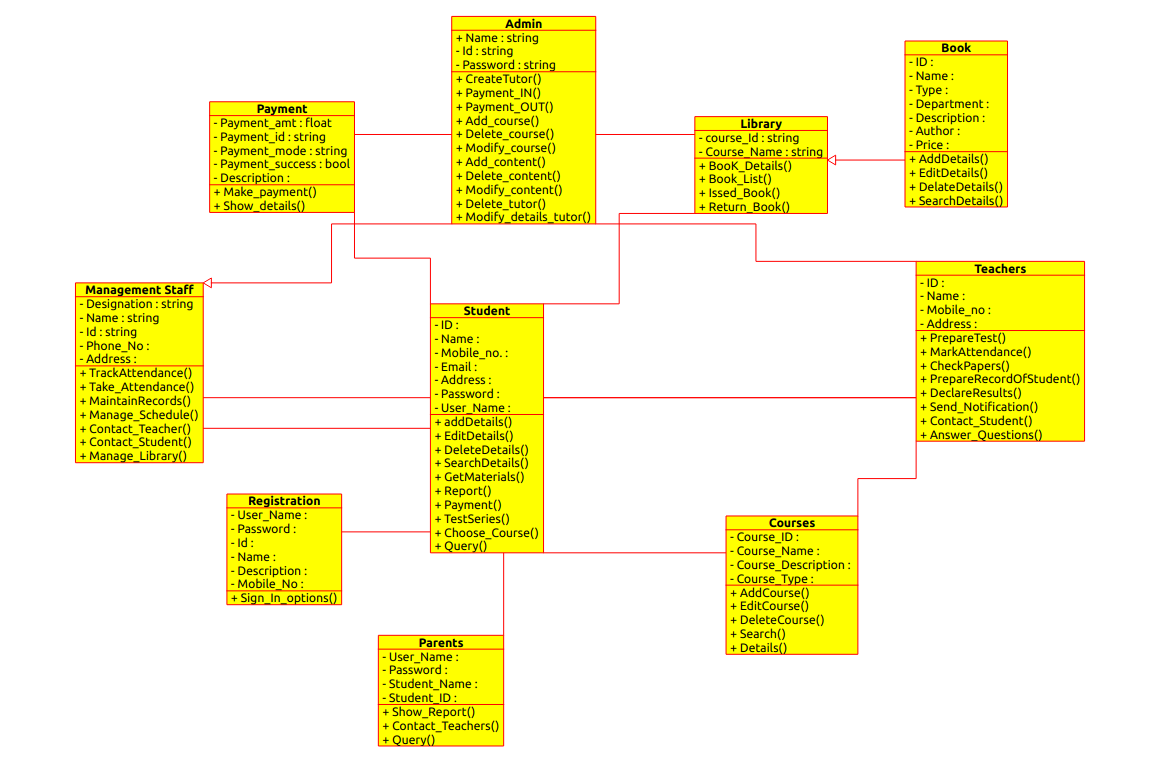 Admin
+ Name : string
- Id : string
- Password : string
+ CreateTutor()
+ Payment_IN()
+ Payment_OUT()
+ Add_course()
+ Delete_course()
+ Modify_course()
+ Add_content()
+ Delete_content()
+ Modify_content()
+ Delete_tutor()
+ Modify_details_tutor()
Book
- ID :
- Name :
- Type :
- Department :
- Description :
- Author :
- Price :
+ AddDetails()
+ EditDetails()
+ DelateDetails()
+ SearchDetails()
Payment
- Payment_amt : float
- Payment_id : string
- Payment_mode : string
- Payment_success : bool
- Description :
+ Make_payment()
+ Show_details()
Library
- course_Id : string
- Course_Name : string
+ BooK_Details()
+ Book_List()
+ Issed_Book()
+ Return_Book()
Management Staff
- Designation : string
- Name : string
- Id : string
- Phone_No :
- Address :
+ TrackAttendance()
+ Take_Attendance()
+ MaintainRecords()
+ Manage_Schedule()
+ Contact_Teacher()
+ Contact_Student()
+ Manage_Library()
Student
- ID :
- Name :
- Mobile_no. :
- Email :
- Address :
- Password :
- User_Name :
+ addDetails()
+ EditDetails()
+ DeleteDetails()
+ SearchDetails()
+ GetMaterials()
+ Report()
+ Payment()
+ TestSeries()
+ Choose_Course()
+ Query()
Teachers
- ID :
- Name :
- Mobile_no :
- Address :
+ PrepareTest()
+ MarkAttendance()
+ CheckPapers()
+ PrepareRecordOfStudent()
+ DeclareResults()
+ Send_Notification()
+ Contact_Student()
+ Answer_Questions()
Registration
- User_Name :
- Password :
- Id :
- Name :
- Description :
- Mobile_No :
+ Sign_In_options()
Courses
- Course_ID :
- Course_Name :
- Course_Description :
- Course_Type :
+ AddCourse()
+ EditCourse()
+ DeleteCourse()
+ Search()
+ Details()
Parents
- User_Name :
- Password :
- Student_Name :
- Student_ID :
+ Show_Report()
+ Contact_Teachers()
+ Query()